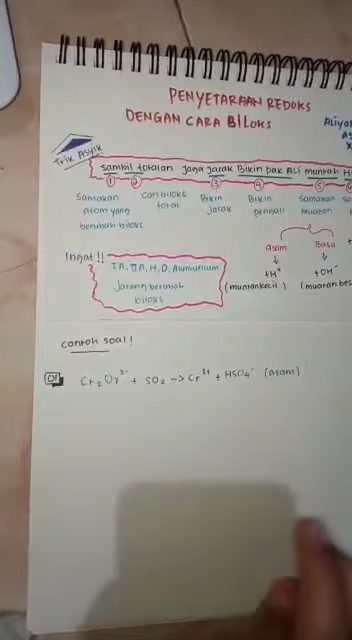 PENYETARAAN REDOKS
DENGAN CARA BILOKS
Trik Asyik
sambil totalan jaga jarak Bikin pak Aci muntah
① ② ③ ④ ⑤
Samakan atom yang berubah biloks
Cari biloks total
Bikin Jarak
Bikin pengali
Samakan muatan
Asam
↓
+H⁺
(muatan kecil)
Basa
↓
+OH⁻
Ingat!!
IA, IIA, H, O, Alumunium
Jarang berubah
biloks
contoh soal!
01 Cr₂O₇²⁻ + SO₂ → Cr³⁺ + HSO₄⁻ (asam)